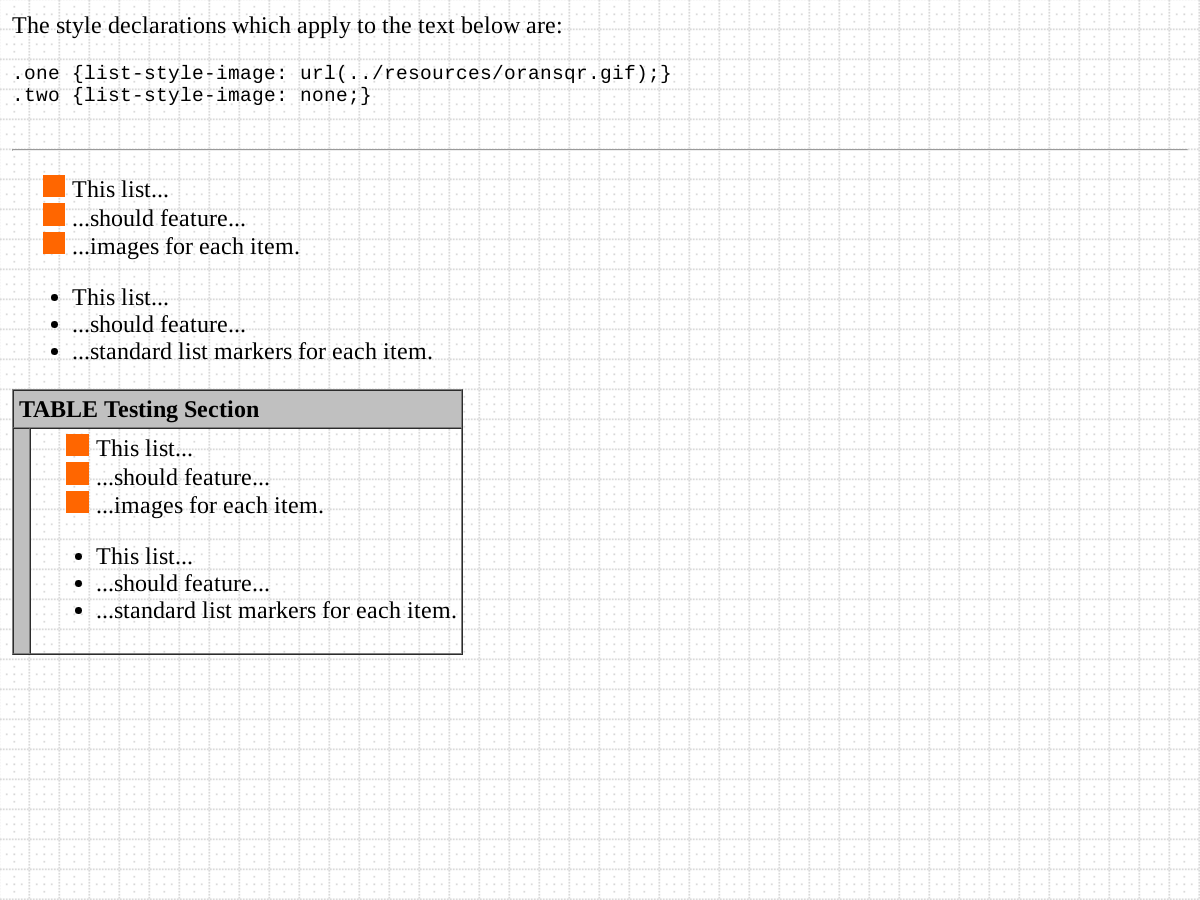 The style declarations which apply to the text below are:
.one {list-style-image: url(../resources/oransqr.gif);}
.two {list-style-image: none;}
This list...
...should feature...
...images for each item.
This list...
...should feature...
...standard list markers for each item.
TABLE Testing Section
This list...
...should feature...
...images for each item.
This list...
...should feature...
...standard list markers for each item.